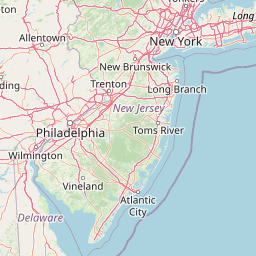 Yonkers
Long
Allentown
New York
New Brunswick
Trenton
Long Branch
New Jersey
Philadelphia
Toms River
Wilmington
Vineland
Atlantic
City
Delaware